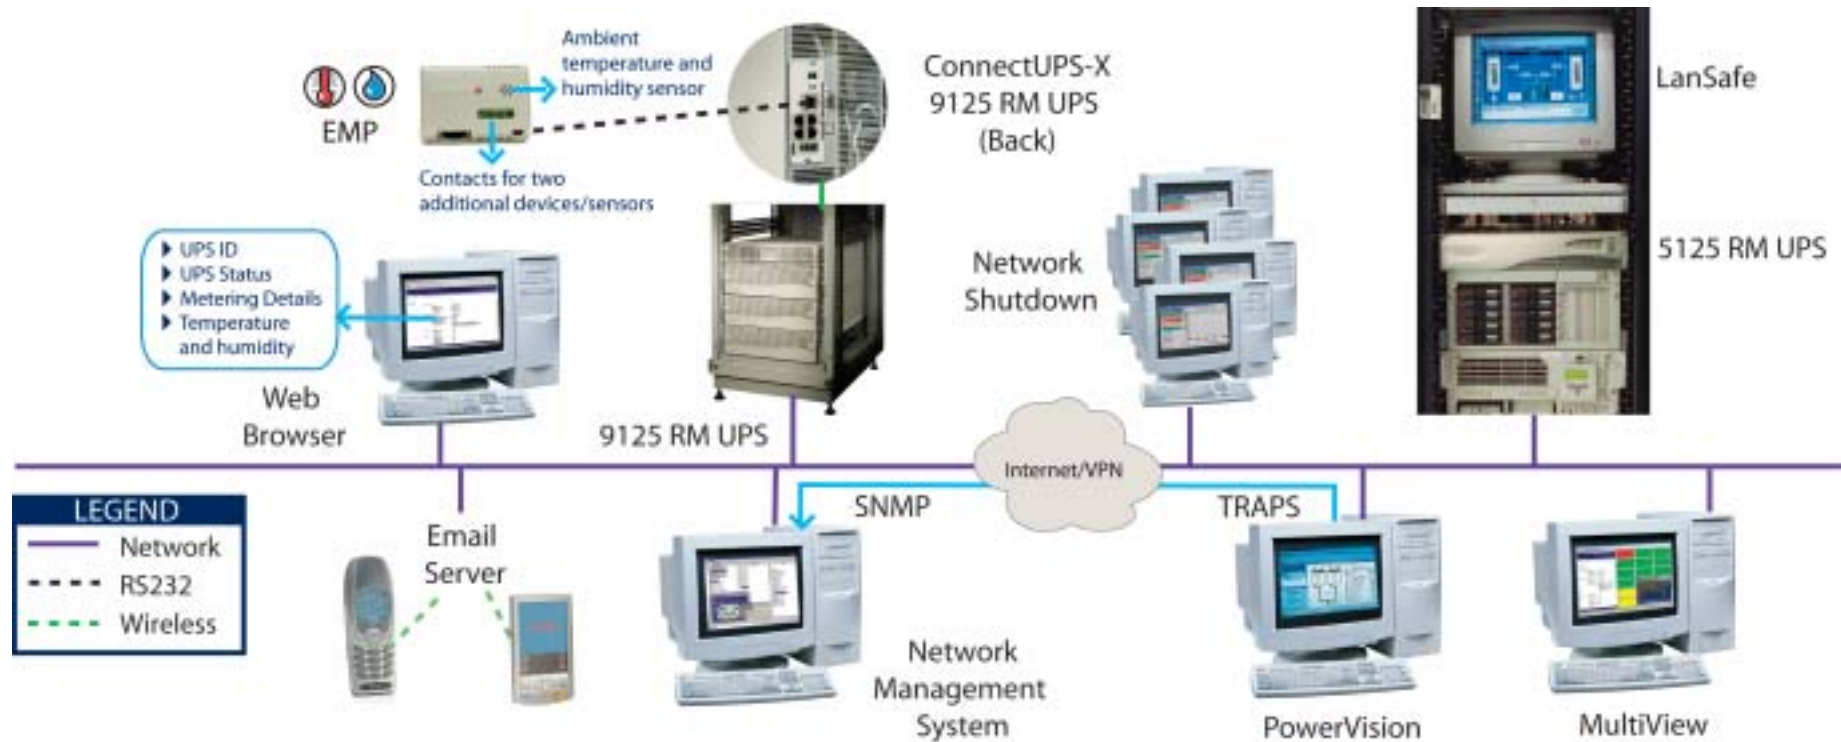 Ambient
temperature and
humidity sensor
EMP
Contacts for two
additional devices/sensors
ConnectUPS-X
9125 RM UPS
(Back)
LanSafe
5125 RM UPS
Network
Shutdown
UPS ID
UPS Status
Metering Details
Temperature
and humidity
Web
Browser
9125 RM UPS
Internet/VPN
SNMP
TRAPS
LEGEND
Network
RS232
Wireless
Email
Server
Network
Management
System
PowerVision
MultiView